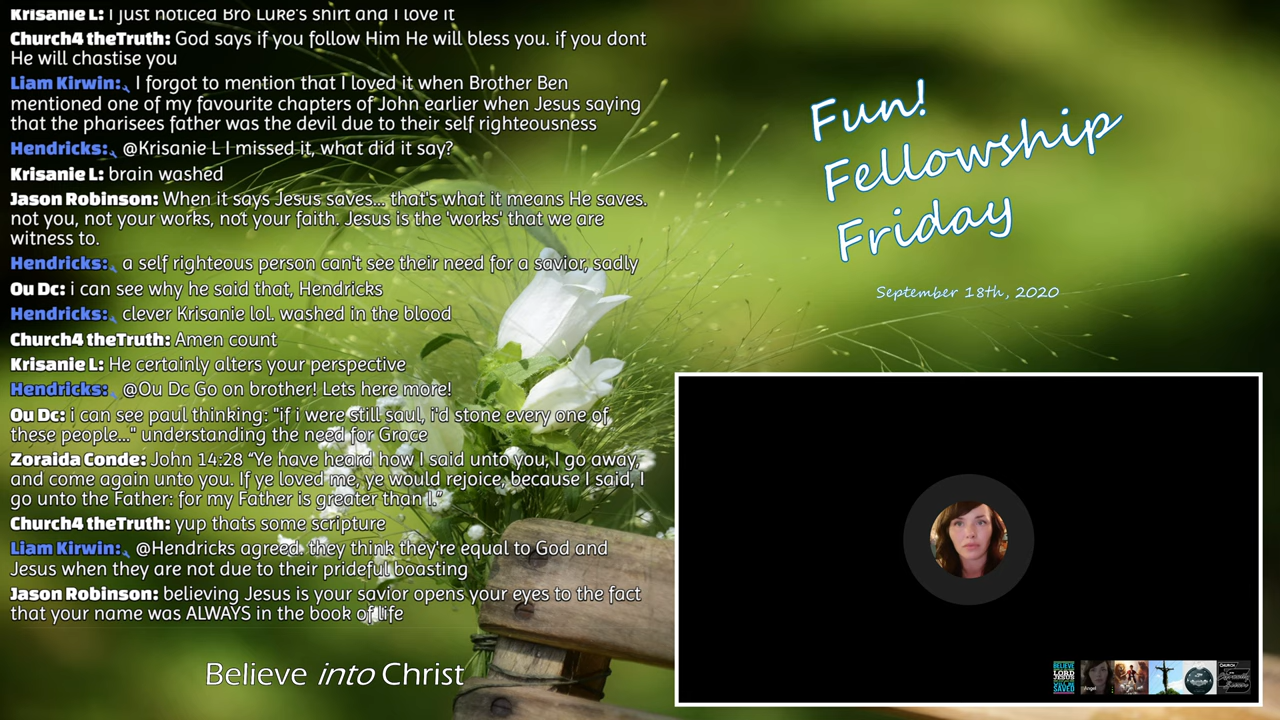 Krisanie L: I just noticed Bro Luke's shirt and I love it
Church4 theTruth: God says if you follow Him He will bless you. if you dont
He will chastise you
Liam Kirwin: I forgot to mention that I loved it when Brother Ben
mentioned one of my favourite chapters of John earlier when Jesus saying
that the pharisees father was the devil due to their self righteousness
Hendricks: @Krisanie L I missed it, what did it say?
Krisanie L: brain washed
Jason Robinson: When it says Jesus saves... that's what it means He saves.
not you, not your works, not your faith. Jesus is the 'works' that we are
witness to.
Hendricks: a self righteous person can't see their need for a savior, sadly
Ou Dc: i can see why he said that, Hendricks
Hendricks: clever Krisanie lol. washed in the blood
Church4 theTruth: Amen count
Krisanie L: He certainly alters your perspective
Hendricks: @Ou Dc Go on brother! Lets here more!
Ou Dc: i can see paul thinking: "if i were still saul, i'd stone every one of
these people..." understanding the need for Grace
Zoraida Conde: John 14:28 “Ye have heard how I said unto you, I go away,
and come again unto you. If ye loved me, ye would rejoice, because I said, I
go unto the Father: for my Father is greater than I.”
Church4 theTruth: yup thats some scripture
Liam Kirwin: @Hendricks agreed. they think they're equal to God and
Jesus when they are not due to their prideful boasting
Jason Robinson: believing Jesus is your savior opens your eyes to the fact
that your name was ALWAYS in the book of life
Believe into Christ
Fun!
Fellowship
Friday
September 18th, 2020
BELIEVE
LORD
JESUS
SAVED
Angel
CHURCH